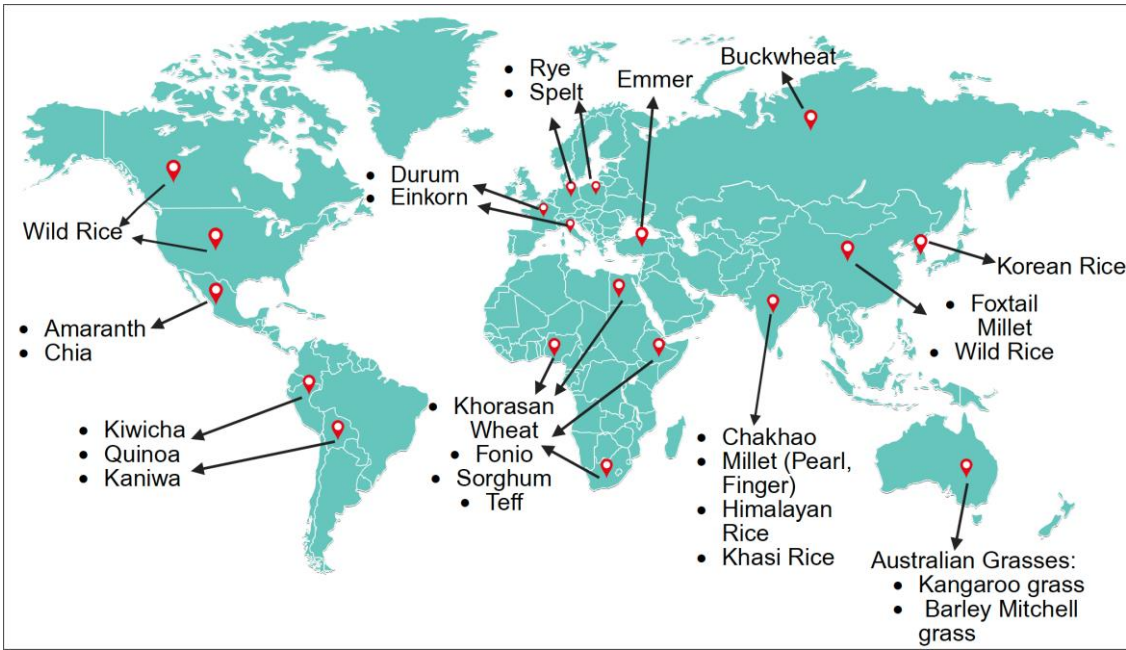 Buckwheat
• Rye
• Spelt
Emmer
• Durum
• Einkorn
Wild Rice
Korean Rice
• Foxtail
Millet
• Wild Rice
• Amaranth
• Chia
• Kiwicha
• Quinoa
• Kaniwa
• Khorasan
Wheat
• Fonio
• Sorghum
• Teff
• Chakhao
• Millet (Pearl,
Finger)
• Himalayan
Rice
• Khasi Rice
Australian Grasses:
• Kangaroo grass
• Barley Mitchell
grass